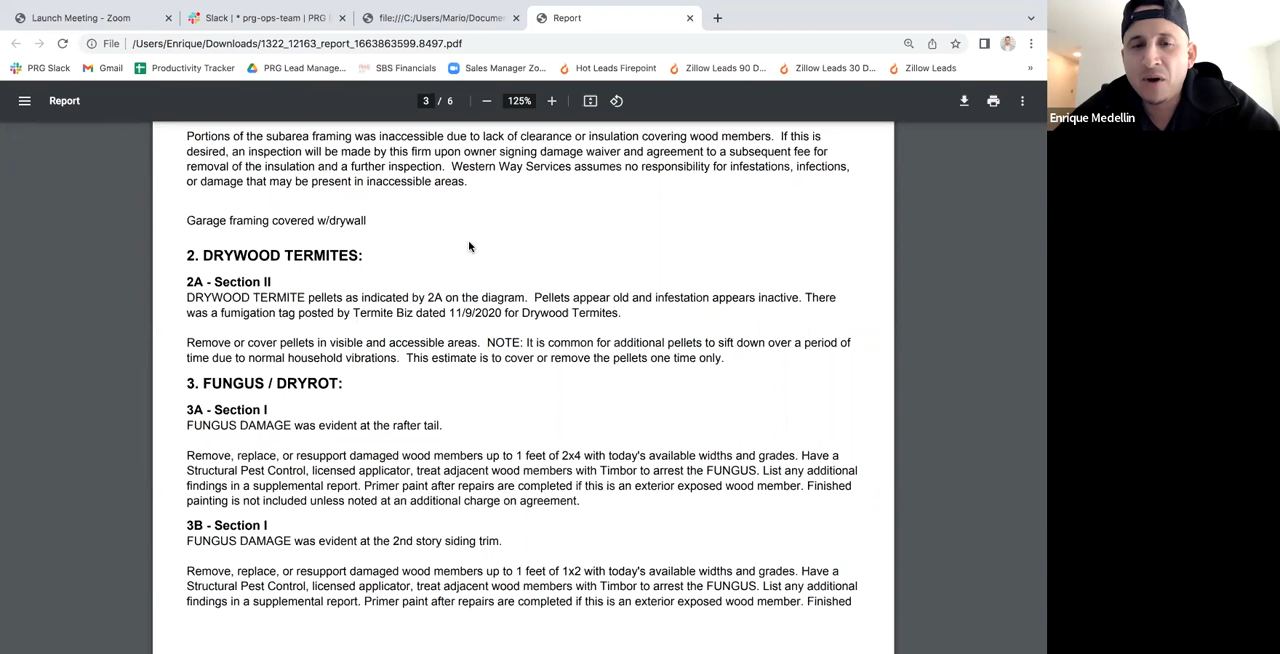 Launch Meeting - Zoom
Slack | * prg-ops-team | PRG
file:///C:/Users/Mario/Docume
Report
File
/Users/Enrique/Downloads/1322_12163_report_1663863599.8497.pdf
PRG Slack
Gmail
Productivity Tracker
PRG Lead Manage...
SBS Financials
Sales Manager Zo...
Hot Leads Firepoint
Zillow Leads 90 D...
Zillow Leads 30 D...
Zillow Leads
»
Report
3 / 6
125%
Enrique Medellin
Portions of the subarea framing was inaccessible due to lack of clearance or insulation covering wood members. If this is
desired, an inspection will be made by this firm upon owner signing damage waiver and agreement to a subsequent fee for
removal of the insulation and a further inspection. Western Way Services assumes no responsibility for infestations, infections,
or damage that may be present in inaccessible areas.
Garage framing covered w/drywall
2. DRYWOOD TERMITES:
2A - Section II
DRYWOOD TERMITE pellets as indicated by 2A on the diagram. Pellets appear old and infestation appears inactive. There
was a fumigation tag posted by Termite Biz dated 11/9/2020 for Drywood Termites.
Remove or cover pellets in visible and accessible areas. NOTE: It is common for additional pellets to sift down over a period of
time due to normal household vibrations. This estimate is to cover or remove the pellets one time only.
3. FUNGUS / DRYROT:
3A - Section I
FUNGUS DAMAGE was evident at the rafter tail.
Remove, replace, or resupport damaged wood members up to 1 feet of 2x4 with today's available widths and grades. Have a
Structural Pest Control, licensed applicator, treat adjacent wood members with Timbor to arrest the FUNGUS. List any additional
findings in a supplemental report. Primer paint after repairs are completed if this is an exterior exposed wood member. Finished
painting is not included unless noted at an additional charge on agreement.
3B - Section I
FUNGUS DAMAGE was evident at the 2nd story siding trim.
Remove, replace, or resupport damaged wood members up to 1 feet of 1x2 with today's available widths and grades. Have a
Structural Pest Control, licensed applicator, treat adjacent wood members with Timbor to arrest the FUNGUS. List any additional
findings in a supplemental report. Primer paint after repairs are completed if this is an exterior exposed wood member. Finished